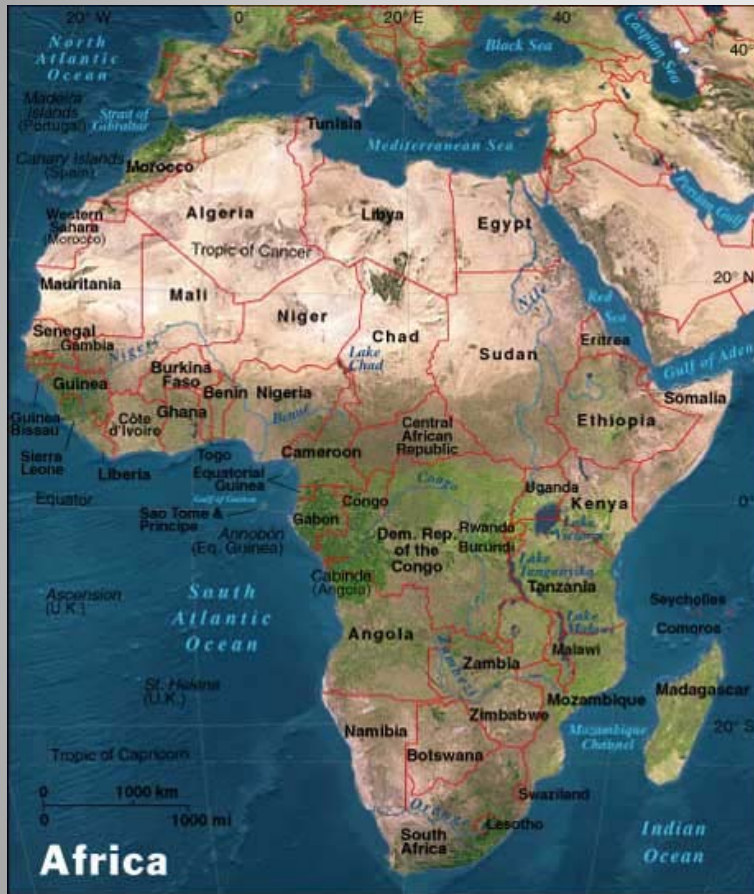 20° W
0°
20° E
40°
40°
North
Atlantic
Ocean
Black Sea
Caspian Sea
Madeira
Islands
(Portugal)
Strait of
Gibraltar
Tunisia
Mediterranean Sea
Canary Islands
(Spain)
Morocco
Persian Gulf
Western
Sahara
(Morocco)
Algeria
Libya
Egypt
Tropic of Cancer
Mauritania
Mali
Niger
Chad
Sudan
Nile
Red
Sea
20° N
Senegal
Gambia
Niger
Lake
Chad
Eritrea
Gulf of Aden
Guinea
Burkina
Faso
Benin
Nigeria
Somalia
Guinea-
Bissau
Côte
d'Ivoire
Ghana
Benue
Central
African
Republic
Ethiopia
Sierra
Leone
Liberia
Togo
Cameroon
Equatorial
Guinea
Congo
Uganda
Kenya
Equator
Gulf of Guinea
Congo
0°
Sao Tome &
Principe
Gabon
Lake
Victoria
Annobón
(Eq. Guinea)
Dem. Rep.
of the
Congo
Rwanda
Burundi
Cabinda
(Angola)
Lake
Tanganyika
Tanzania
Ascension
(U.K.)
South
Atlantic
Ocean
Seychelles
Angola
Lake
Malawi
Comoros
Malawi
Zambia
Zambezi
St. Helena
(U.K.)
Mozambique
Madagascar
Zimbabwe
Namibia
Mozambique
Channel
20° S
Botswana
Tropic of Capricorn
0
1000 km
0
1000 mi
Swaziland
Orange
Lesotho
South
Africa
Indian
Ocean
Africa